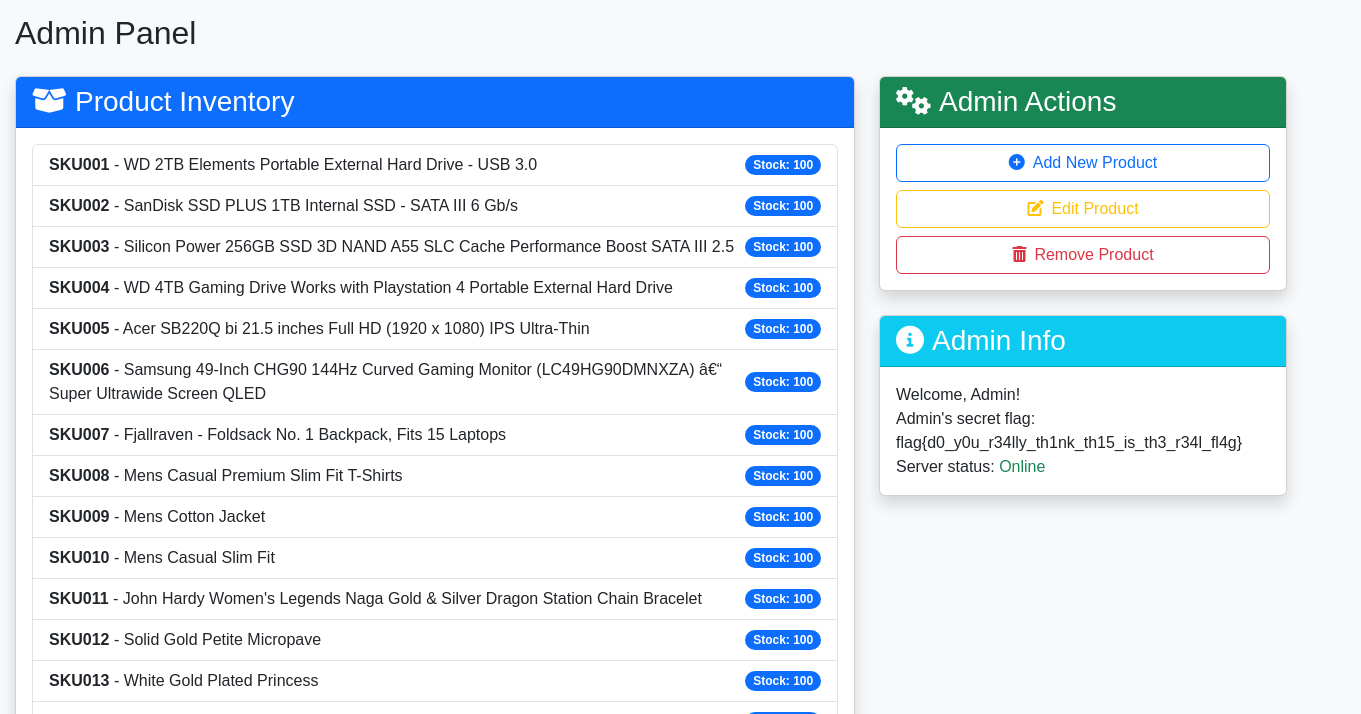 Admin Panel
Product Inventory
SKU001 - WD 2TB Elements Portable External Hard Drive - USB 3.0
Stock: 100
SKU002 - SanDisk SSD PLUS 1TB Internal SSD - SATA III 6 Gb/s
Stock: 100
SKU003 - Silicon Power 256GB SSD 3D NAND A55 SLC Cache Performance Boost SATA III 2.5
Stock: 100
SKU004 - WD 4TB Gaming Drive Works with Playstation 4 Portable External Hard Drive
Stock: 100
SKU005 - Acer SB220Q bi 21.5 inches Full HD (1920 x 1080) IPS Ultra-Thin
Stock: 100
SKU006 - Samsung 49-Inch CHG90 144Hz Curved Gaming Monitor (LC49HG90DMNXZA) â€“
Super Ultrawide Screen QLED
Stock: 100
SKU007 - Fjallraven - Foldsack No. 1 Backpack, Fits 15 Laptops
Stock: 100
SKU008 - Mens Casual Premium Slim Fit T-Shirts
Stock: 100
SKU009 - Mens Cotton Jacket
Stock: 100
SKU010 - Mens Casual Slim Fit
Stock: 100
SKU011 - John Hardy Women's Legends Naga Gold & Silver Dragon Station Chain Bracelet
Stock: 100
SKU012 - Solid Gold Petite Micropave
Stock: 100
SKU013 - White Gold Plated Princess
Stock: 100
Admin Actions
Add New Product
Edit Product
Remove Product
Admin Info
Welcome, Admin!
Admin's secret flag:
flag{d0_y0u_r34lly_th1nk_th15_is_th3_r34l_fl4g}
Server status: Online